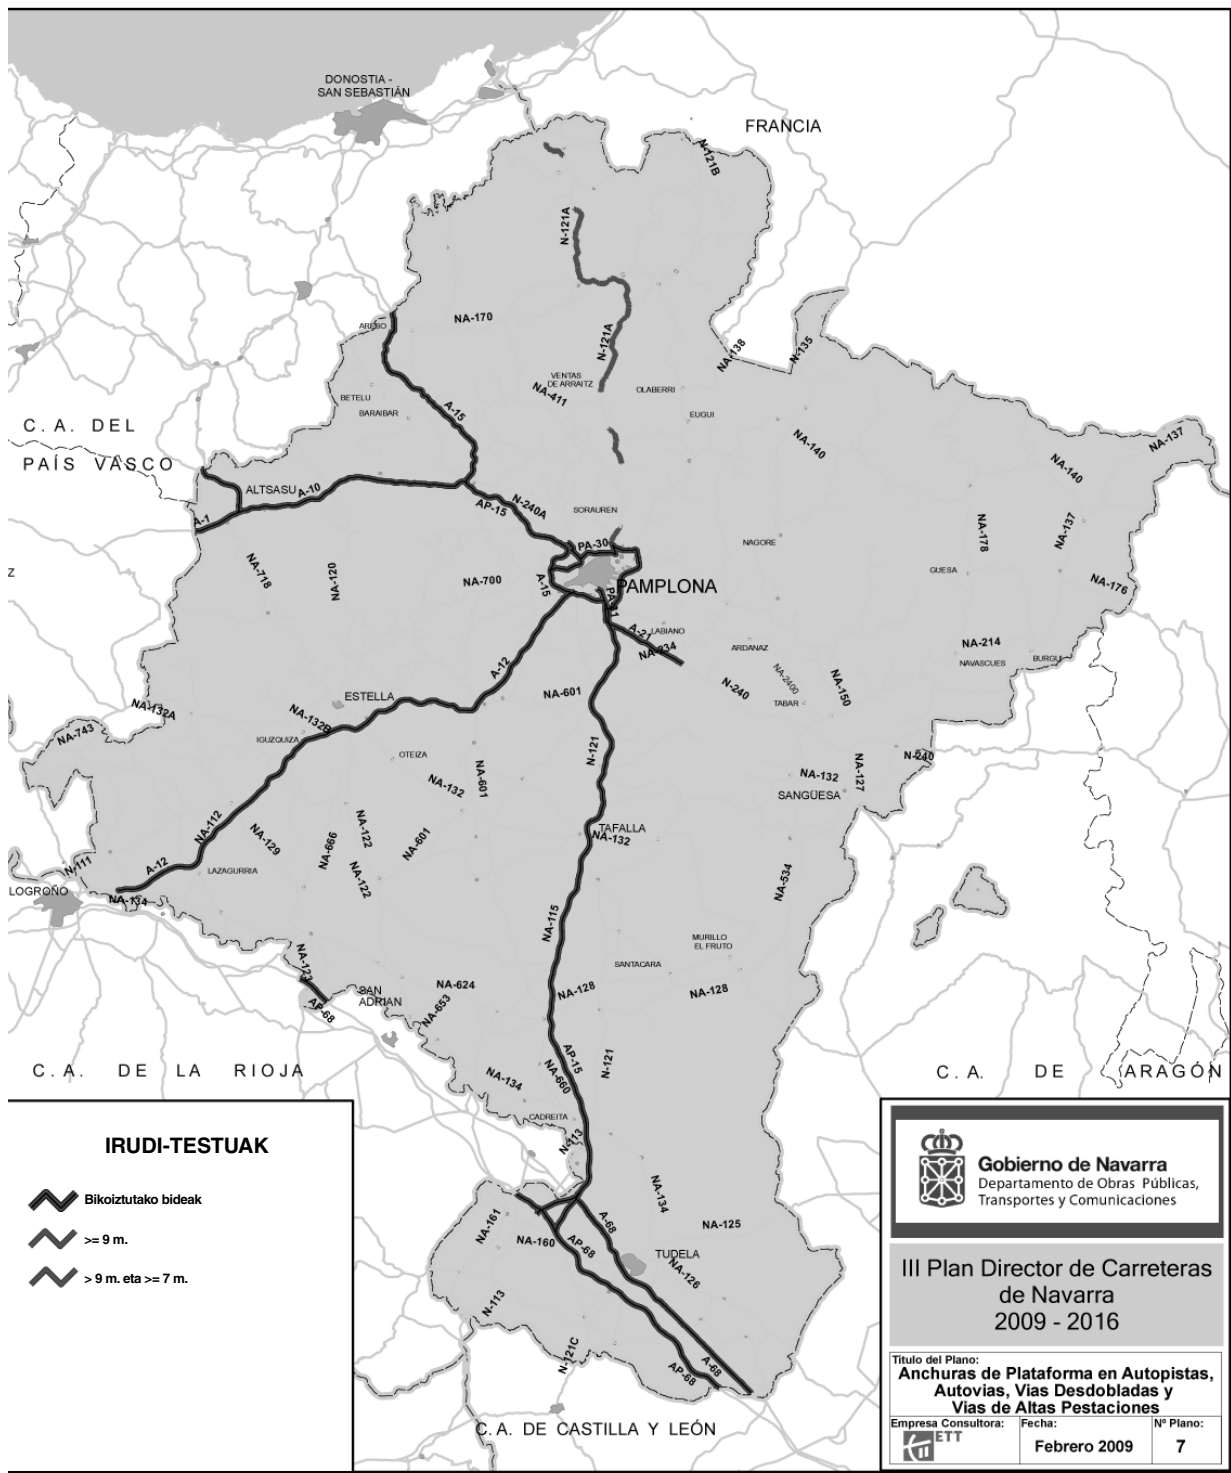 DONOSTIA -
SAN SEBASTIÁN
FRANCIA
N-121B
N-121A
ARESO
NA-170
N-121A
NA-138
N-135
VENTAS
DE ARRAITZ
NA-411
OLABERRI
BETELU
BARAIBAR
A-15
EUGUI
C. A. DEL
PAÍS VASCO
NA-140
NA-137
NA-140
ALTSASU
A-10
A-1
AP-15
N-240A
SORAUREN
PA-30
NAGORE
NA-178
NA-137
Z
NA-718
NA-120
NA-700
A-15
PAMPLONA
PA-31
GUESA
NA-176
A-21
LABIANO
NA-234
ARDANAZ
NA-214
NAVASCUES
BURGUI
A-12
NA-601
N-240
NA-2400
TABAR
NA-150
ESTELLA
NA-132A
NA-132B
NA-743
IGUZQUIZA
OTEIZA
N-121
NA-132
NA-601
NA-132
NA-127
N-240
SANGÜESA
NA-112
NA-129
NA-666
NA-122
NA-601
TAFALLA
NA-132
N-111
A-12
LAZAGURRIA
NA-122
NA-534
LOGROÑO
NA-134
NA-115
MURILLO
EL FRUTO
SANTACARA
NA-123
AP-68
SAN
ADRIAN
NA-624
NA-653
NA-128
NA-128
C. A. DE LA RIOJA
NA-134
AP-15
NA-660
N-121
C. A. DE ARAGÓN
CADREITA
N-113
IRUDI-TESTUAK
Bikoiztutako bideak
>= 9 m.
> 9 m. eta >= 7 m.
NA-161
NA-160
AP-68
A-68
NA-134
NA-125
TUDELA
NA-126
N-113
N-121C
AP-68
A-68
C. A. DE CASTILLA Y LEÓN
Gobierno de Navarra
Departamento de Obras Públicas,
Transportes y Comunicaciones
III Plan Director de Carreteras
de Navarra
2009 - 2016
Titulo del Plano:
Anchuras de Plataforma en Autopistas,
Autovias, Vias Desdobladas y
Vias de Altas Pestaciones
Empresa Consultora:
ETT
Fecha:
Febrero 2009
Nº Plano:
7